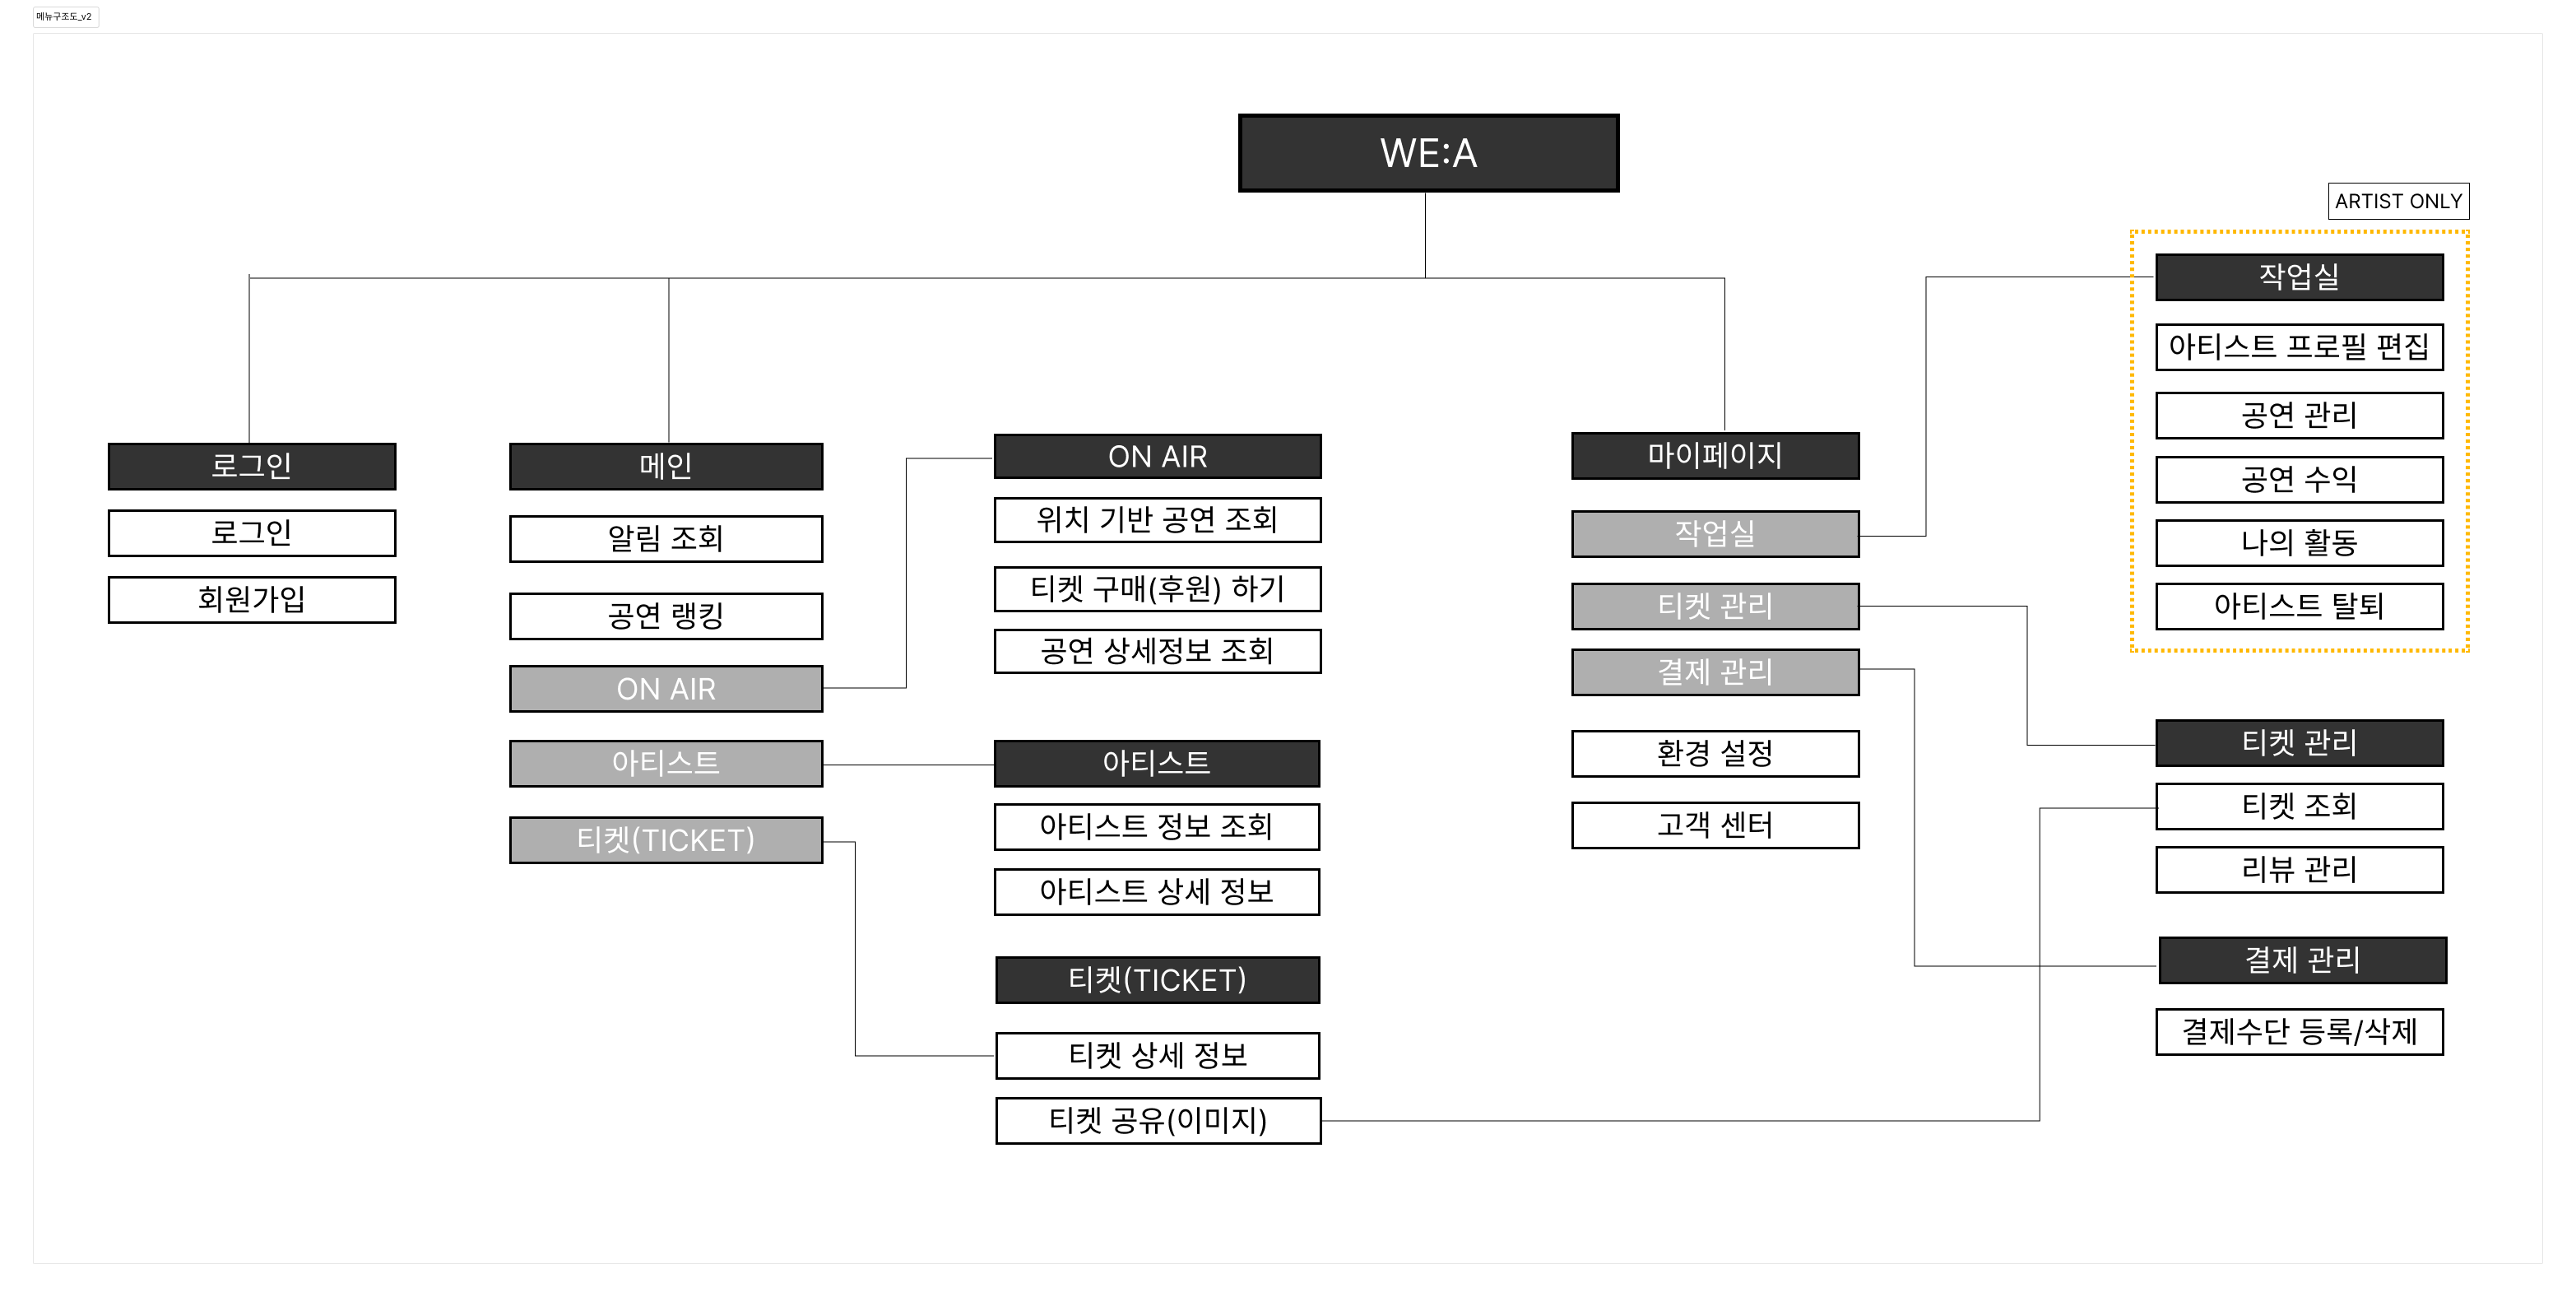 메뉴구조도_v2
WE:A
ARTIST ONLY
로그인
로그인
회원가입
메인
알림 조회
공연 랭킹
ON AIR
아티스트
티켓(TICKET)
ON AIR
위치 기반 공연 조회
티켓 구매(후원) 하기
공연 상세정보 조회
아티스트
아티스트 정보 조회
아티스트 상세 정보
티켓(TICKET)
티켓 상세 정보
티켓 공유(이미지)
마이페이지
작업실
티켓 관리
결제 관리
환경 설정
고객 센터
작업실
아티스트 프로필 편집
공연 관리
공연 수익
나의 활동
아티스트 탈퇴
티켓 관리
티켓 조회
리뷰 관리
결제 관리
결제수단 등록/삭제